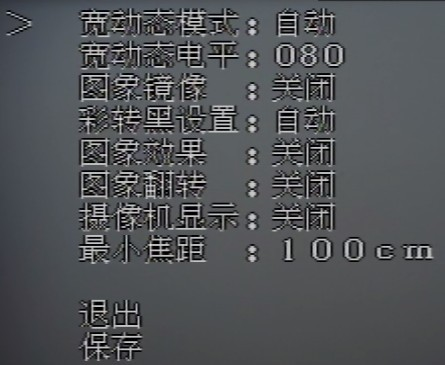 > 宽动态模式：自动
宽动态电平：080
图象镜像 ：关闭
彩转黑设置：自动
图象效果 ：关闭
图象翻转 ：关闭
摄像机显示：关闭
最小焦距 ：１００ｃｍ
退出
保存